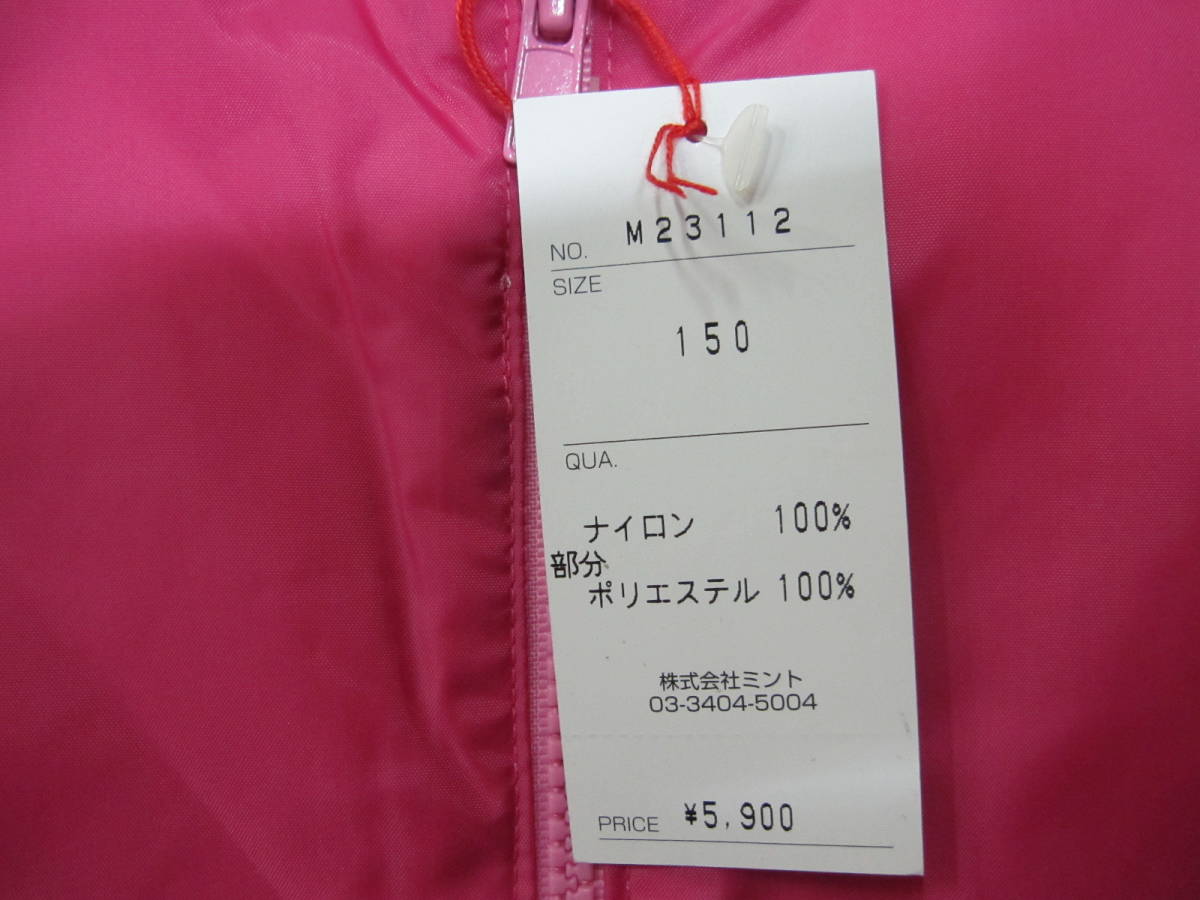 NO. M23112
SIZE
150
QUA.
ナイロン 100%
部分
ポリエステル 100%
株式会社ミント
03-3404-5004
PRICE ¥5,900